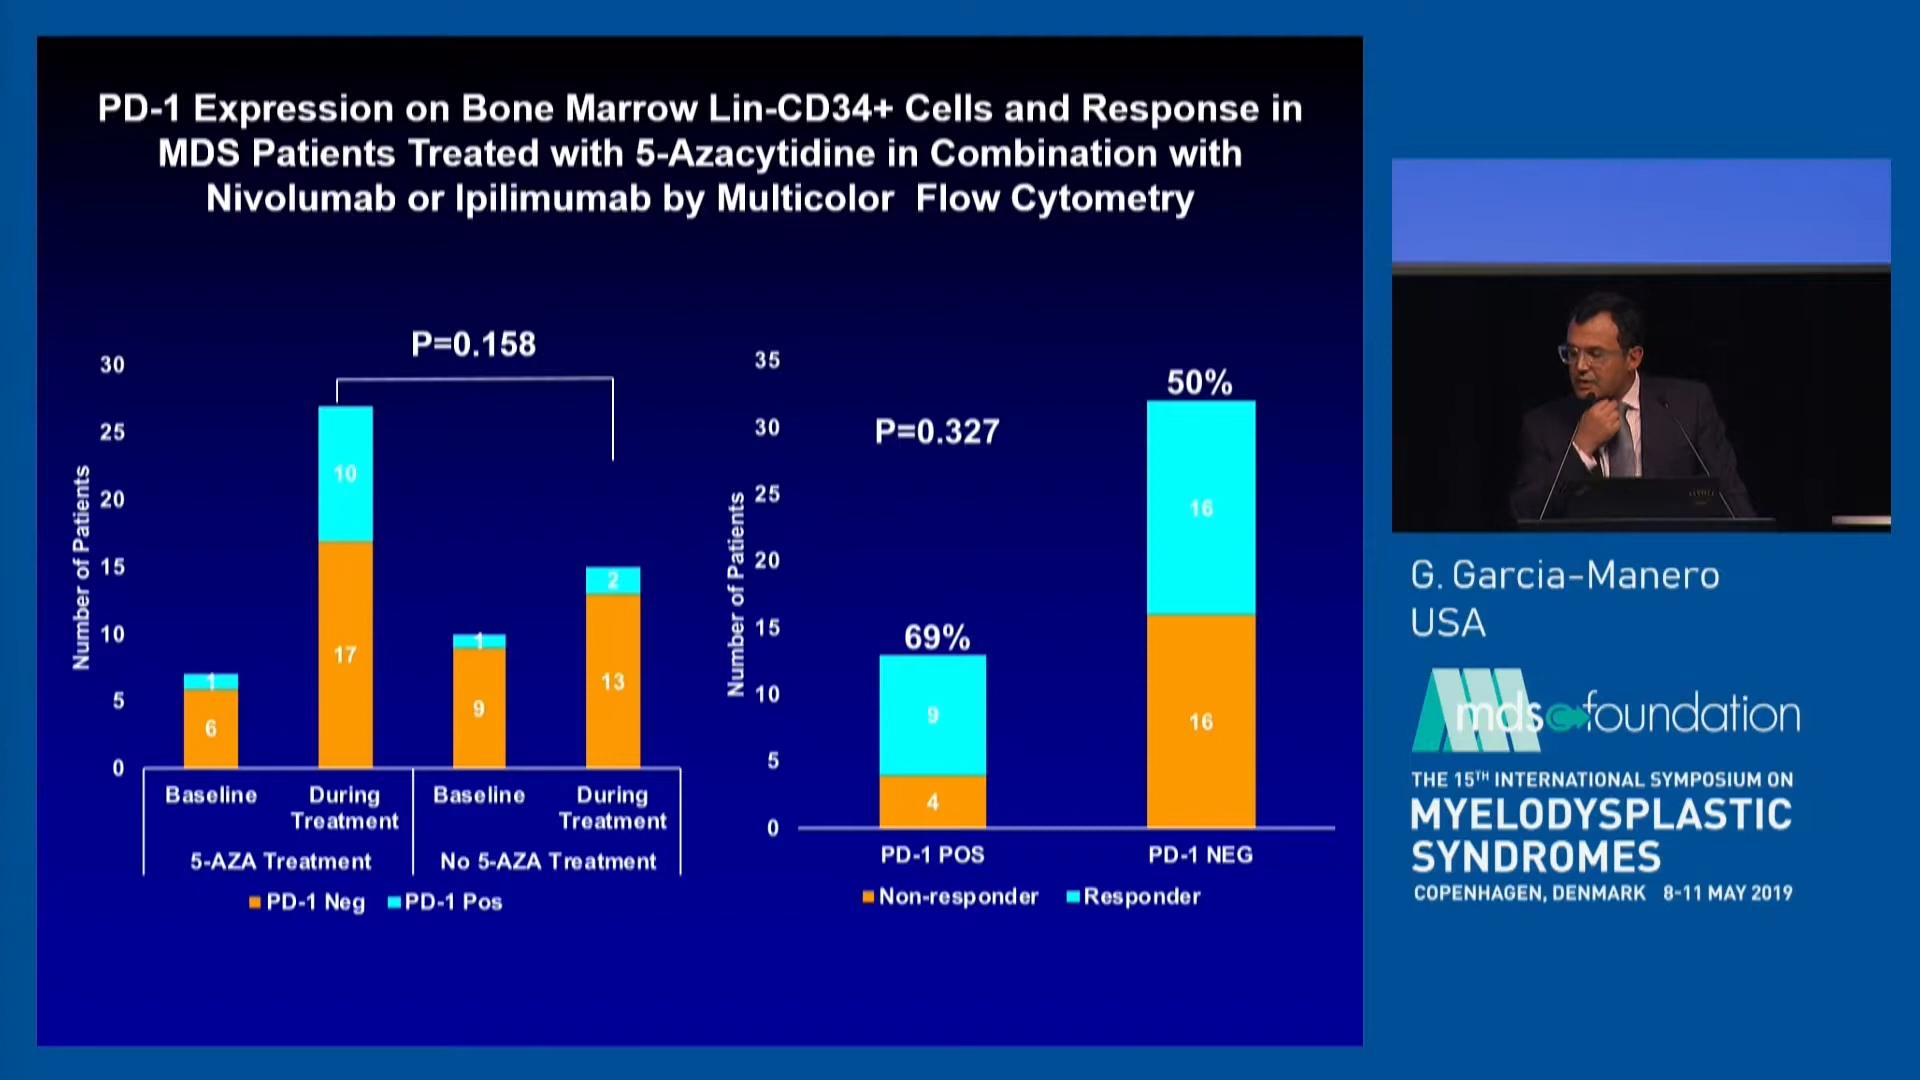 PD-1 Expression on Bone Marrow Lin-CD34+ Cells and Response in
MDS Patients Treated with 5-Azacytidine in Combination with
Nivolumab or Ipilimumab by Multicolor Flow Cytometry
P=0.158
30
25
20
15
10
5
0
Number of Patients
10
17
1
6
1
9
2
13
Baseline
During
Treatment
Baseline
During
Treatment
5-AZA Treatment
No 5-AZA Treatment
PD-1 Neg
PD-1 Pos
35
30
25
20
15
10
5
0
Number of Patients
P=0.327
69%
9
4
50%
16
16
PD-1 POS
PD-1 NEG
Non-responder
Responder
G. Garcia-Manero
USA
mds foundation
THE 15TH INTERNATIONAL SYMPOSIUM ON
MYELODYSPLASTIC
SYNDROMES
COPENHAGEN, DENMARK 8-11 MAY 2019